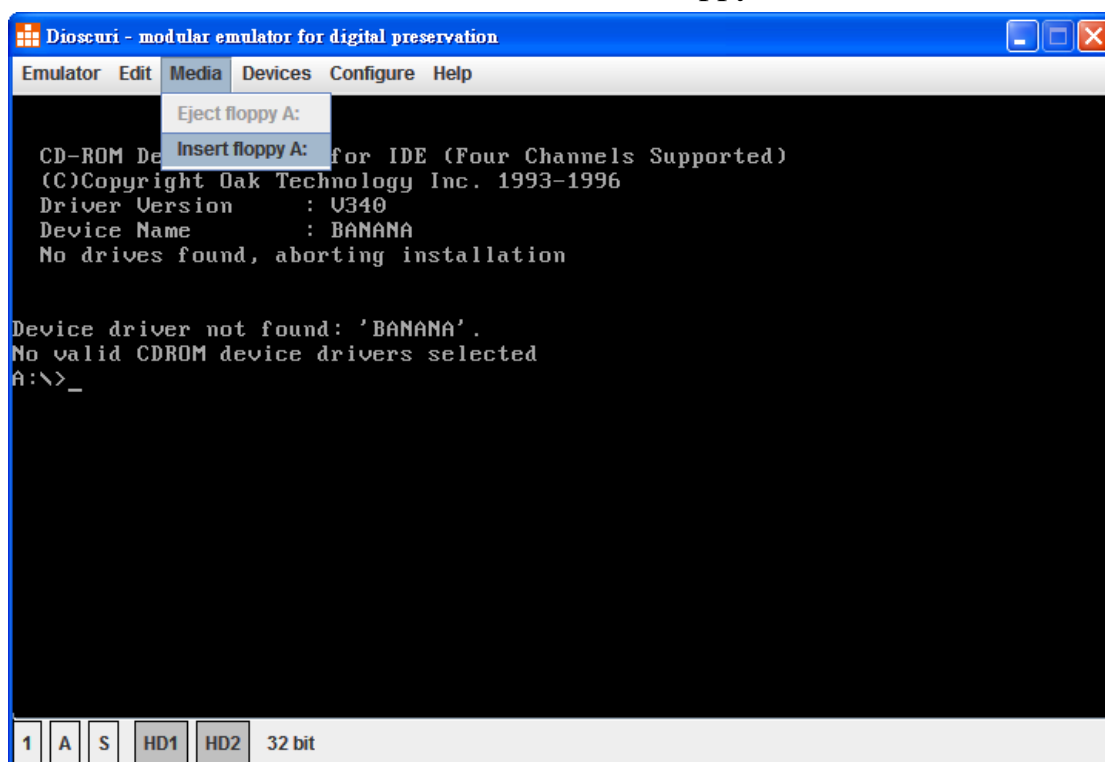 Dioscuri - modular emulator for digital preservation
Emulator Edit Media Devices Configure Help
Eject floppy A:
Insert floppy A:
CD-ROM De for IDE (Four Channels Supported)
(C)Copyright Oak Technology Inc. 1993-1996
Driver Version : V340
Device Name : BANANA
No drives found, aborting installation
Device driver not found: 'BANANA'.
No valid CDROM device drivers selected
A:\>_
1 A S HD1 HD2 32 bit